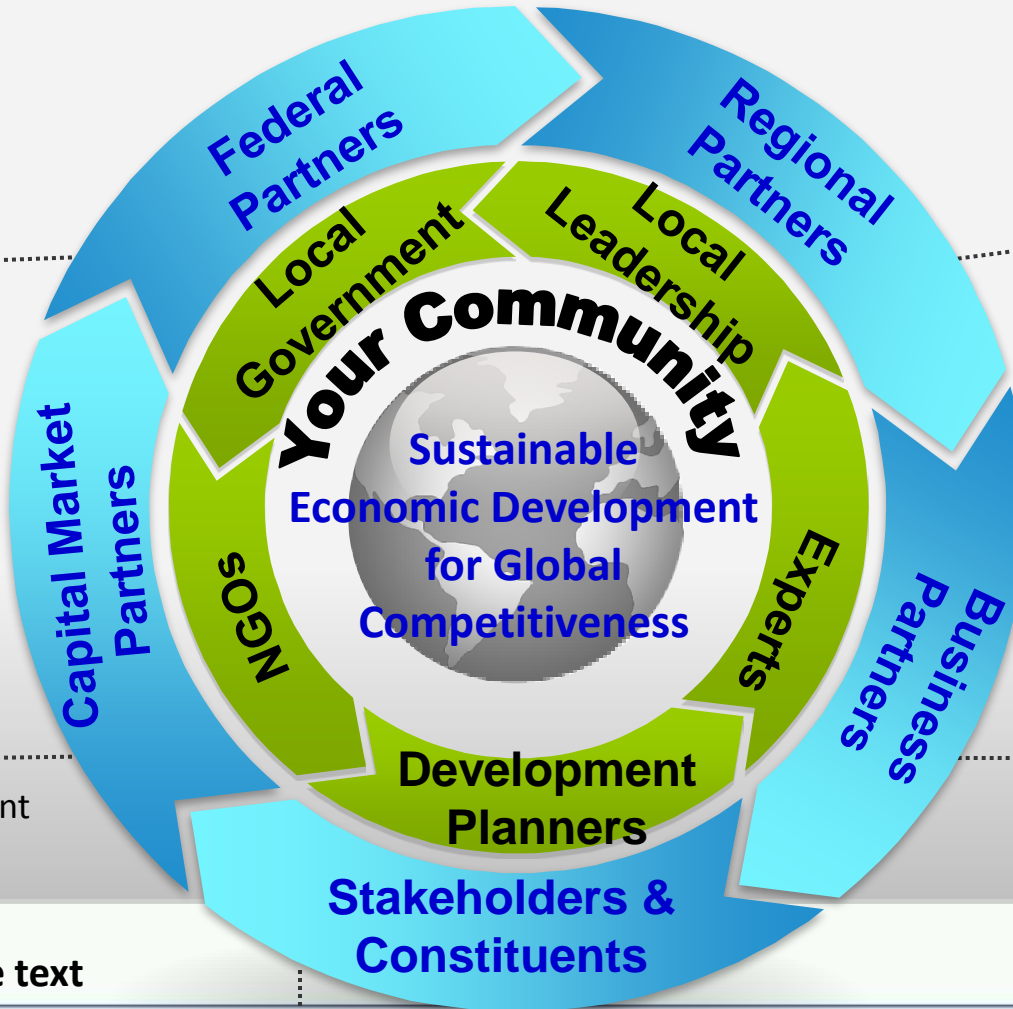 Federal
Partners
Regional
Partners
Local
Government
Local
Leadership
Your Community
Capital Market
Partners
Sustainable
Economic Development
for Global
Competitiveness
NGOs
Experts
Business
Partners
Development
Planners
nt
Stakeholders &
Constituents
e text